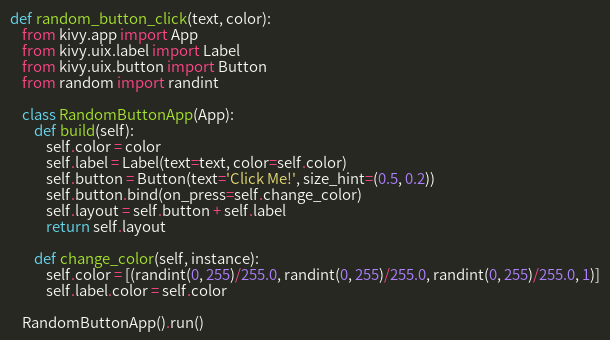 def random_button_click(text, color):
    from kivy.app import App
    from kivy.uix.label import Label
    from kivy.uix.button import Button
    from random import randint

    class RandomButtonApp(App):
        def build(self):
            self.color = color
            self.label = Label(text=text, color=self.color)
            self.button = Button(text='Click Me!', size_hint=(0.5, 0.2))
            self.button.bind(on_press=self.change_color)
            self.layout = self.button + self.label
            return self.layout

        def change_color(self, instance):
            self.color = [(randint(0, 255)/255.0, randint(0, 255)/255.0, randint(0, 255)/255.0, 1)]
            self.label.color = self.color

    RandomButtonApp().run()